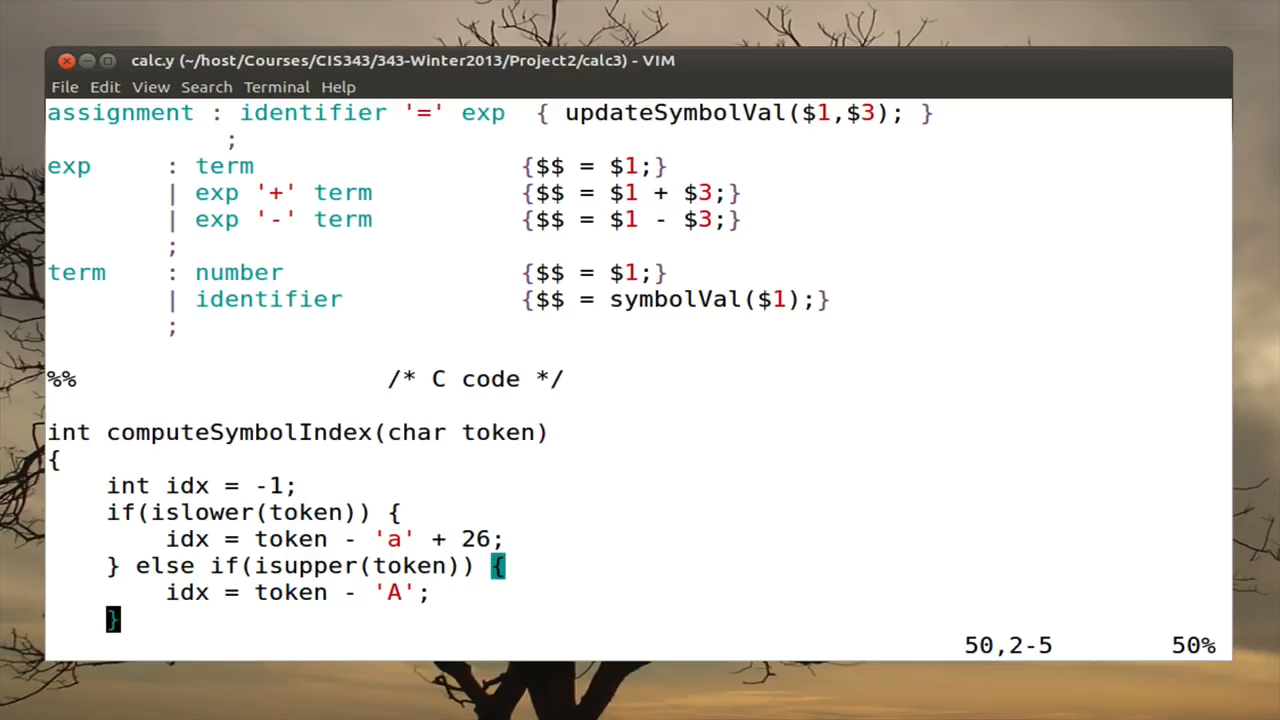 calc.y (~/host/Courses/CIS343/343-Winter2013/Project2/calc3) - VIM
File Edit View Search Terminal Help
assignment : identifier '=' exp { updateSymbolVal($1,$3); }
;
exp : term {$$ = $1;}
| exp '+' term {$$ = $1 + $3;}
| exp '-' term {$$ = $1 - $3;}
;
term : number {$$ = $1;}
| identifier {$$ = symbolVal($1);}
;
%% /* C code */
int computeSymbolIndex(char token)
{
int idx = -1;
if(islower(token)) {
idx = token - 'a' + 26;
} else if(isupper(token)) {
idx = token - 'A';
}
50,2-5 50%